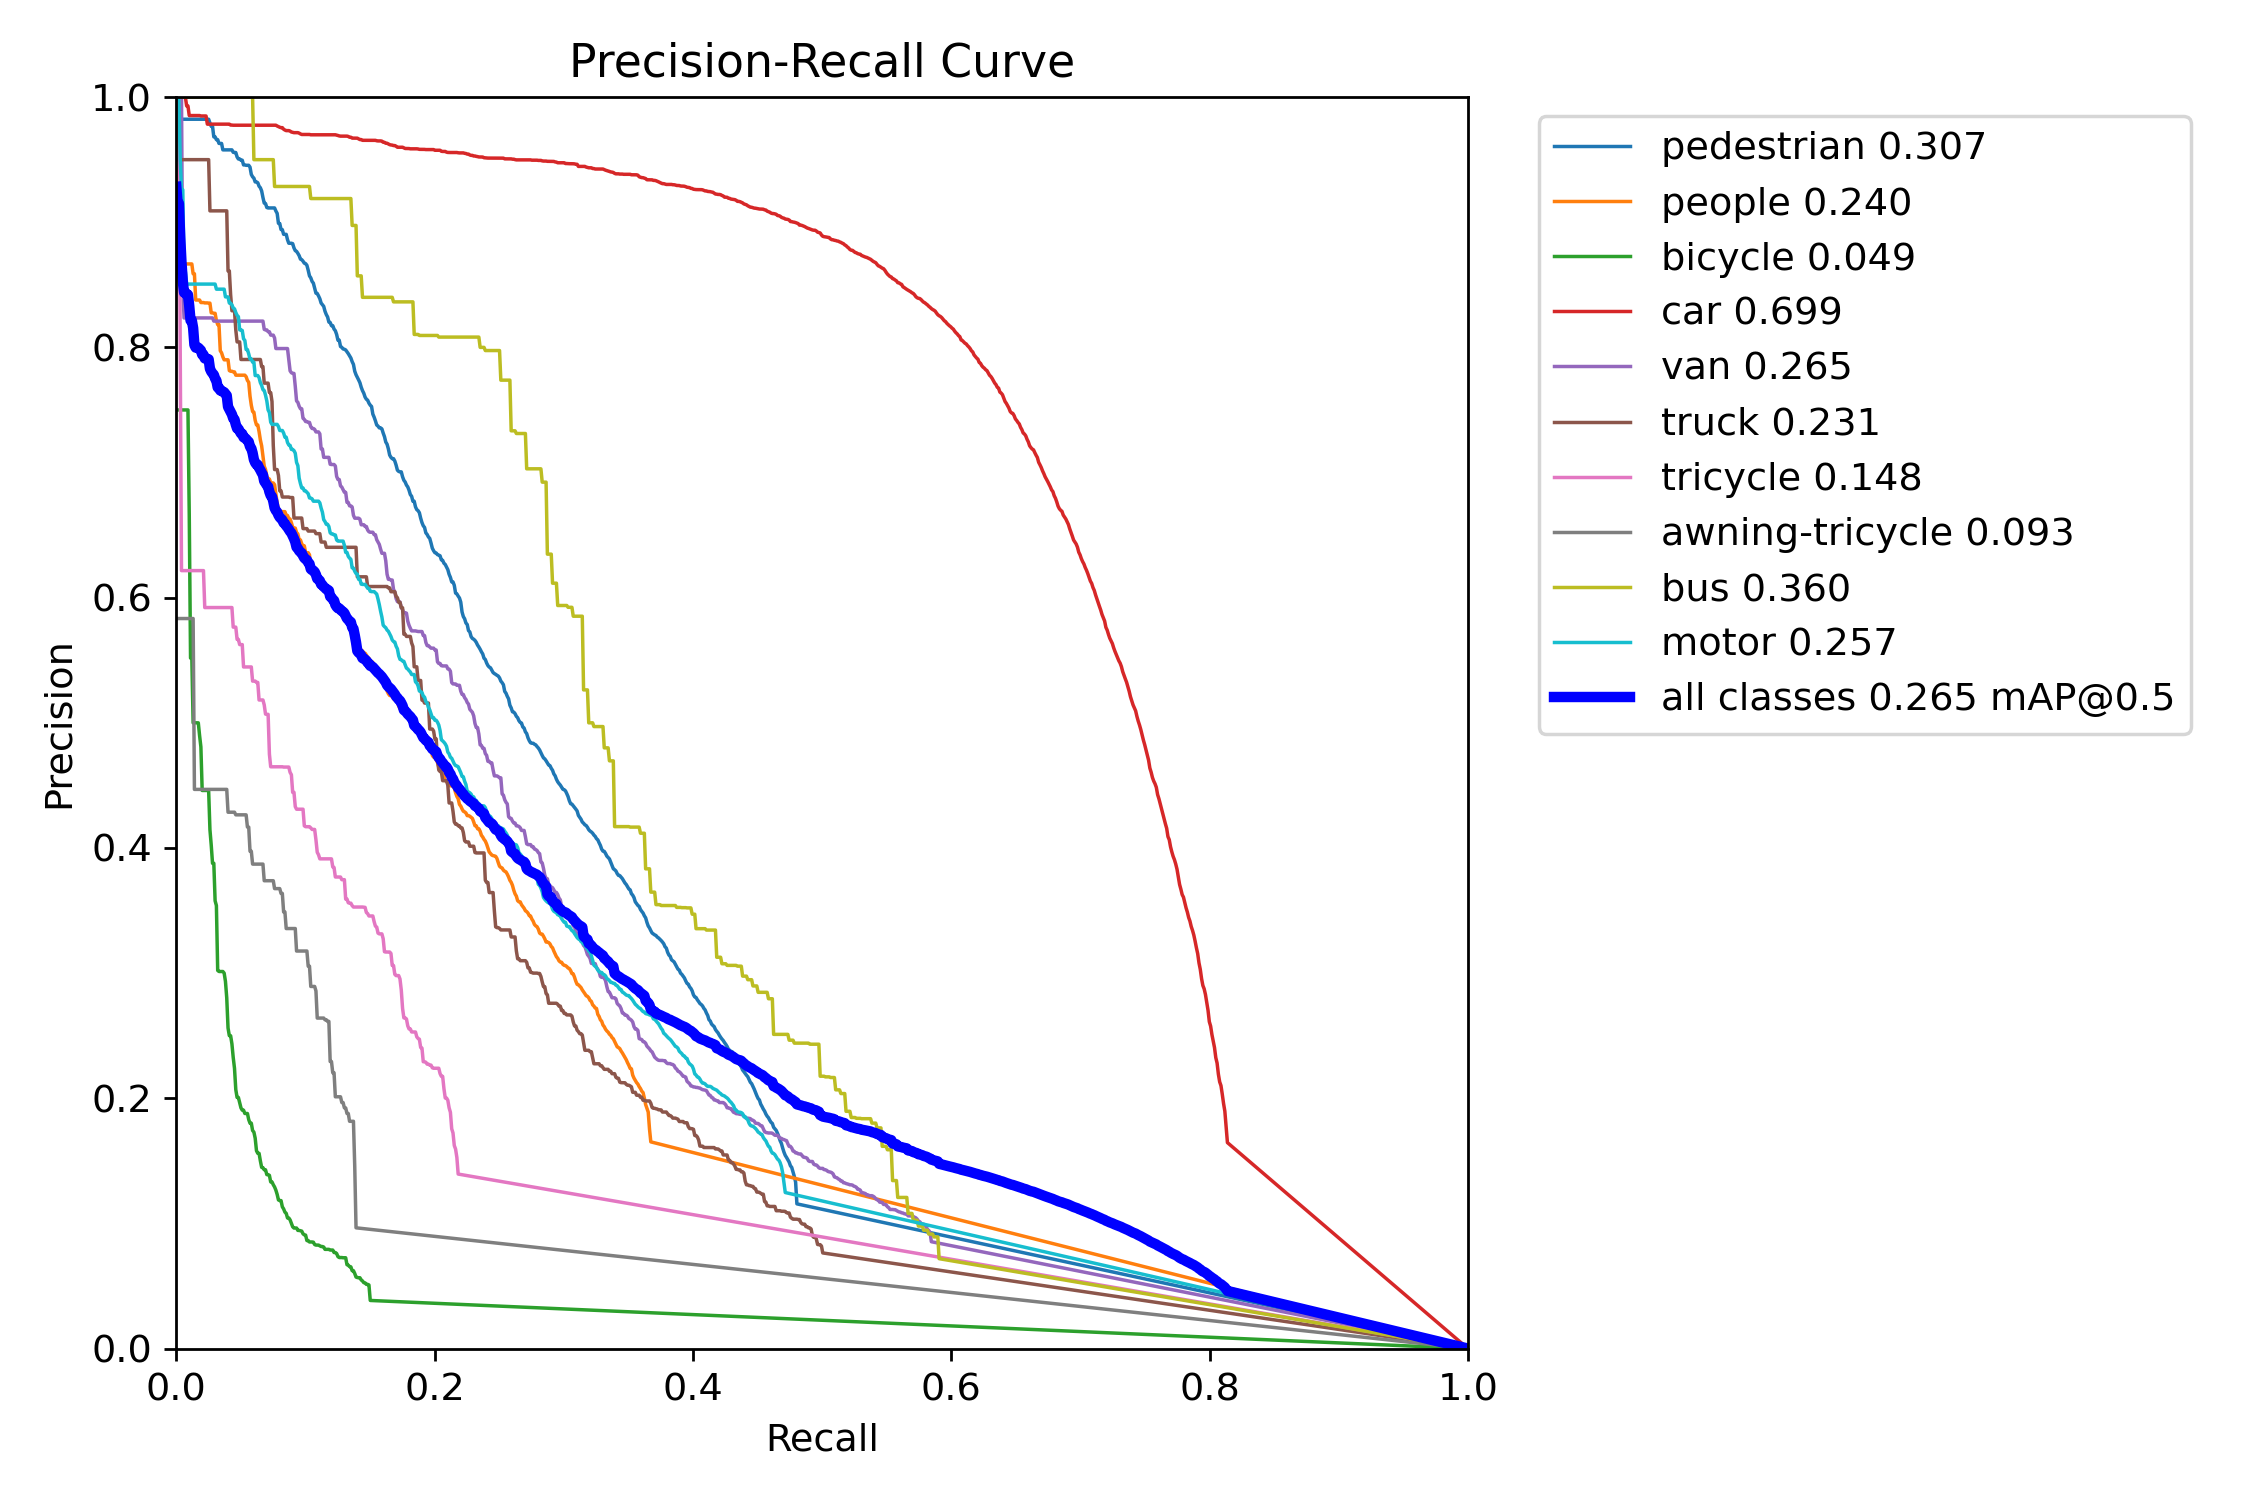 Precision-Recall Curve
1.0
0.8
0.6
0.4
0.2
0.0
Precision
0.0 0.2 0.4 0.6 0.8 1.0
Recall
pedestrian 0.307
people 0.240
bicycle 0.049
car 0.699
van 0.265
truck 0.231
tricycle 0.148
awning-tricycle 0.093
bus 0.360
motor 0.257
all classes 0.265 mAP@0.5